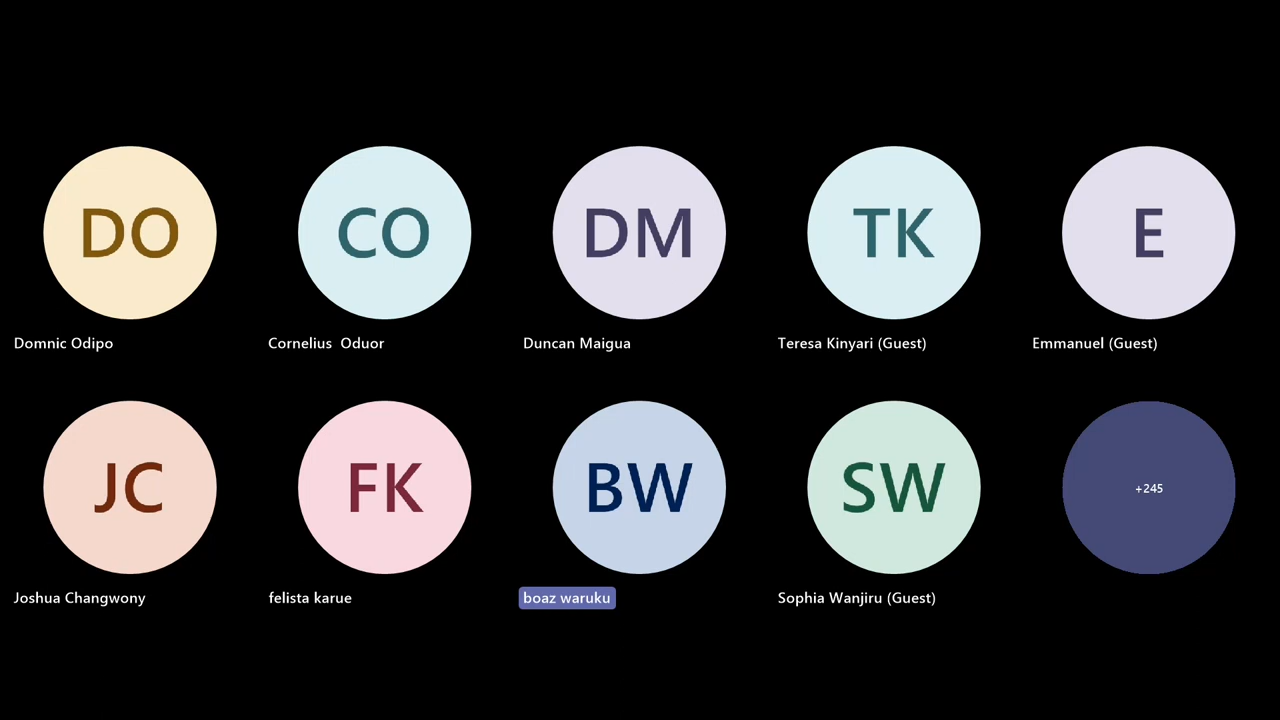 DO
CO
DM
TK
E
Domnic Odipo
Cornelius  Oduor
Duncan Maigua
Teresa Kinyari (Guest)
Emmanuel (Guest)
JC
FK
BW
SW
+245
Joshua Changwony
felista karue
boaz waruku
Sophia Wanjiru (Guest)